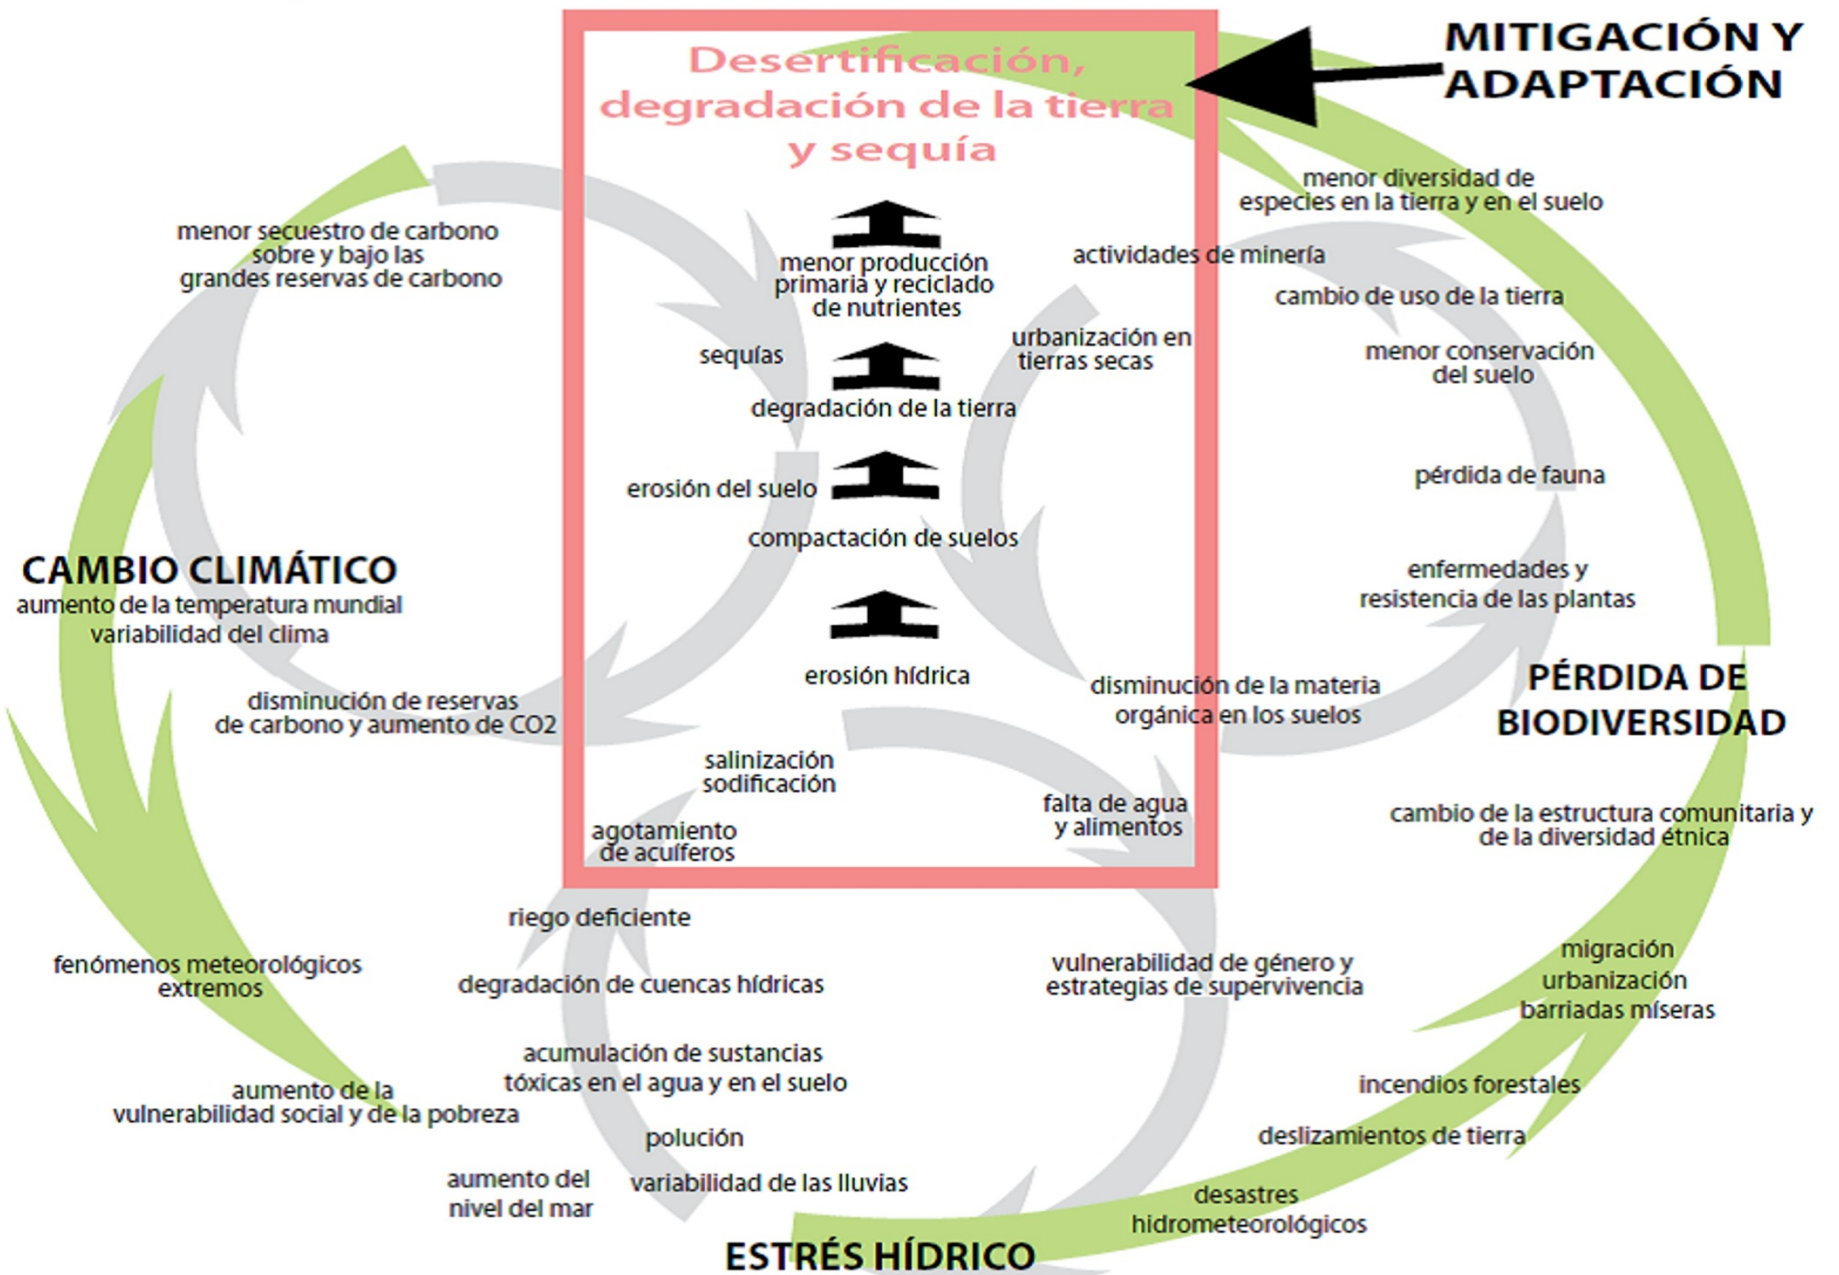 MITIGACIÓN Y
ADAPTACIÓN
Desertificación,
degradación de la tierra
y sequía
menor diversidad de
especies en la tierra y en el suelo
menor secuestro de carbono
sobre y bajo las
grandes reservas de carbono
menor producción
primaria y reciclado
de nutrientes
actividades de minería
cambio de uso de la tierra
sequías
urbanización en
tierras secas
menor conservación
del suelo
degradación de la tierra
erosión del suelo
pérdida de fauna
compactación de suelos
CAMBIO CLIMÁTICO
aumento de la temperatura mundial
variabilidad del clima
enfermedades y
resistencia de las plantas
erosión hídrica
disminución de la materia
orgánica en los suelos
PÉRDIDA DE
BIODIVERSIDAD
disminución de reservas
de carbono y aumento de CO2
salinización
sodificación
agotamiento
de acuíferos
falta de agua
y alimentos
cambio de la estructura comunitaria y
de la diversidad étnica
riego deficiente
fenómenos meteorológicos
extremos
degradación de cuencas hídricas
vulnerabilidad de género y
estrategias de supervivencia
migración
urbanización
barriadas míseras
acumulación de sustancias
tóxicas en el agua y en el suelo
aumento de la
vulnerabilidad social y de la pobreza
incendios forestales
polución
deslizamientos de tierra
aumento del
nivel del mar
variabilidad de las lluvias
desastres
hidrometeorológicos
ESTRÉS HÍDRICO